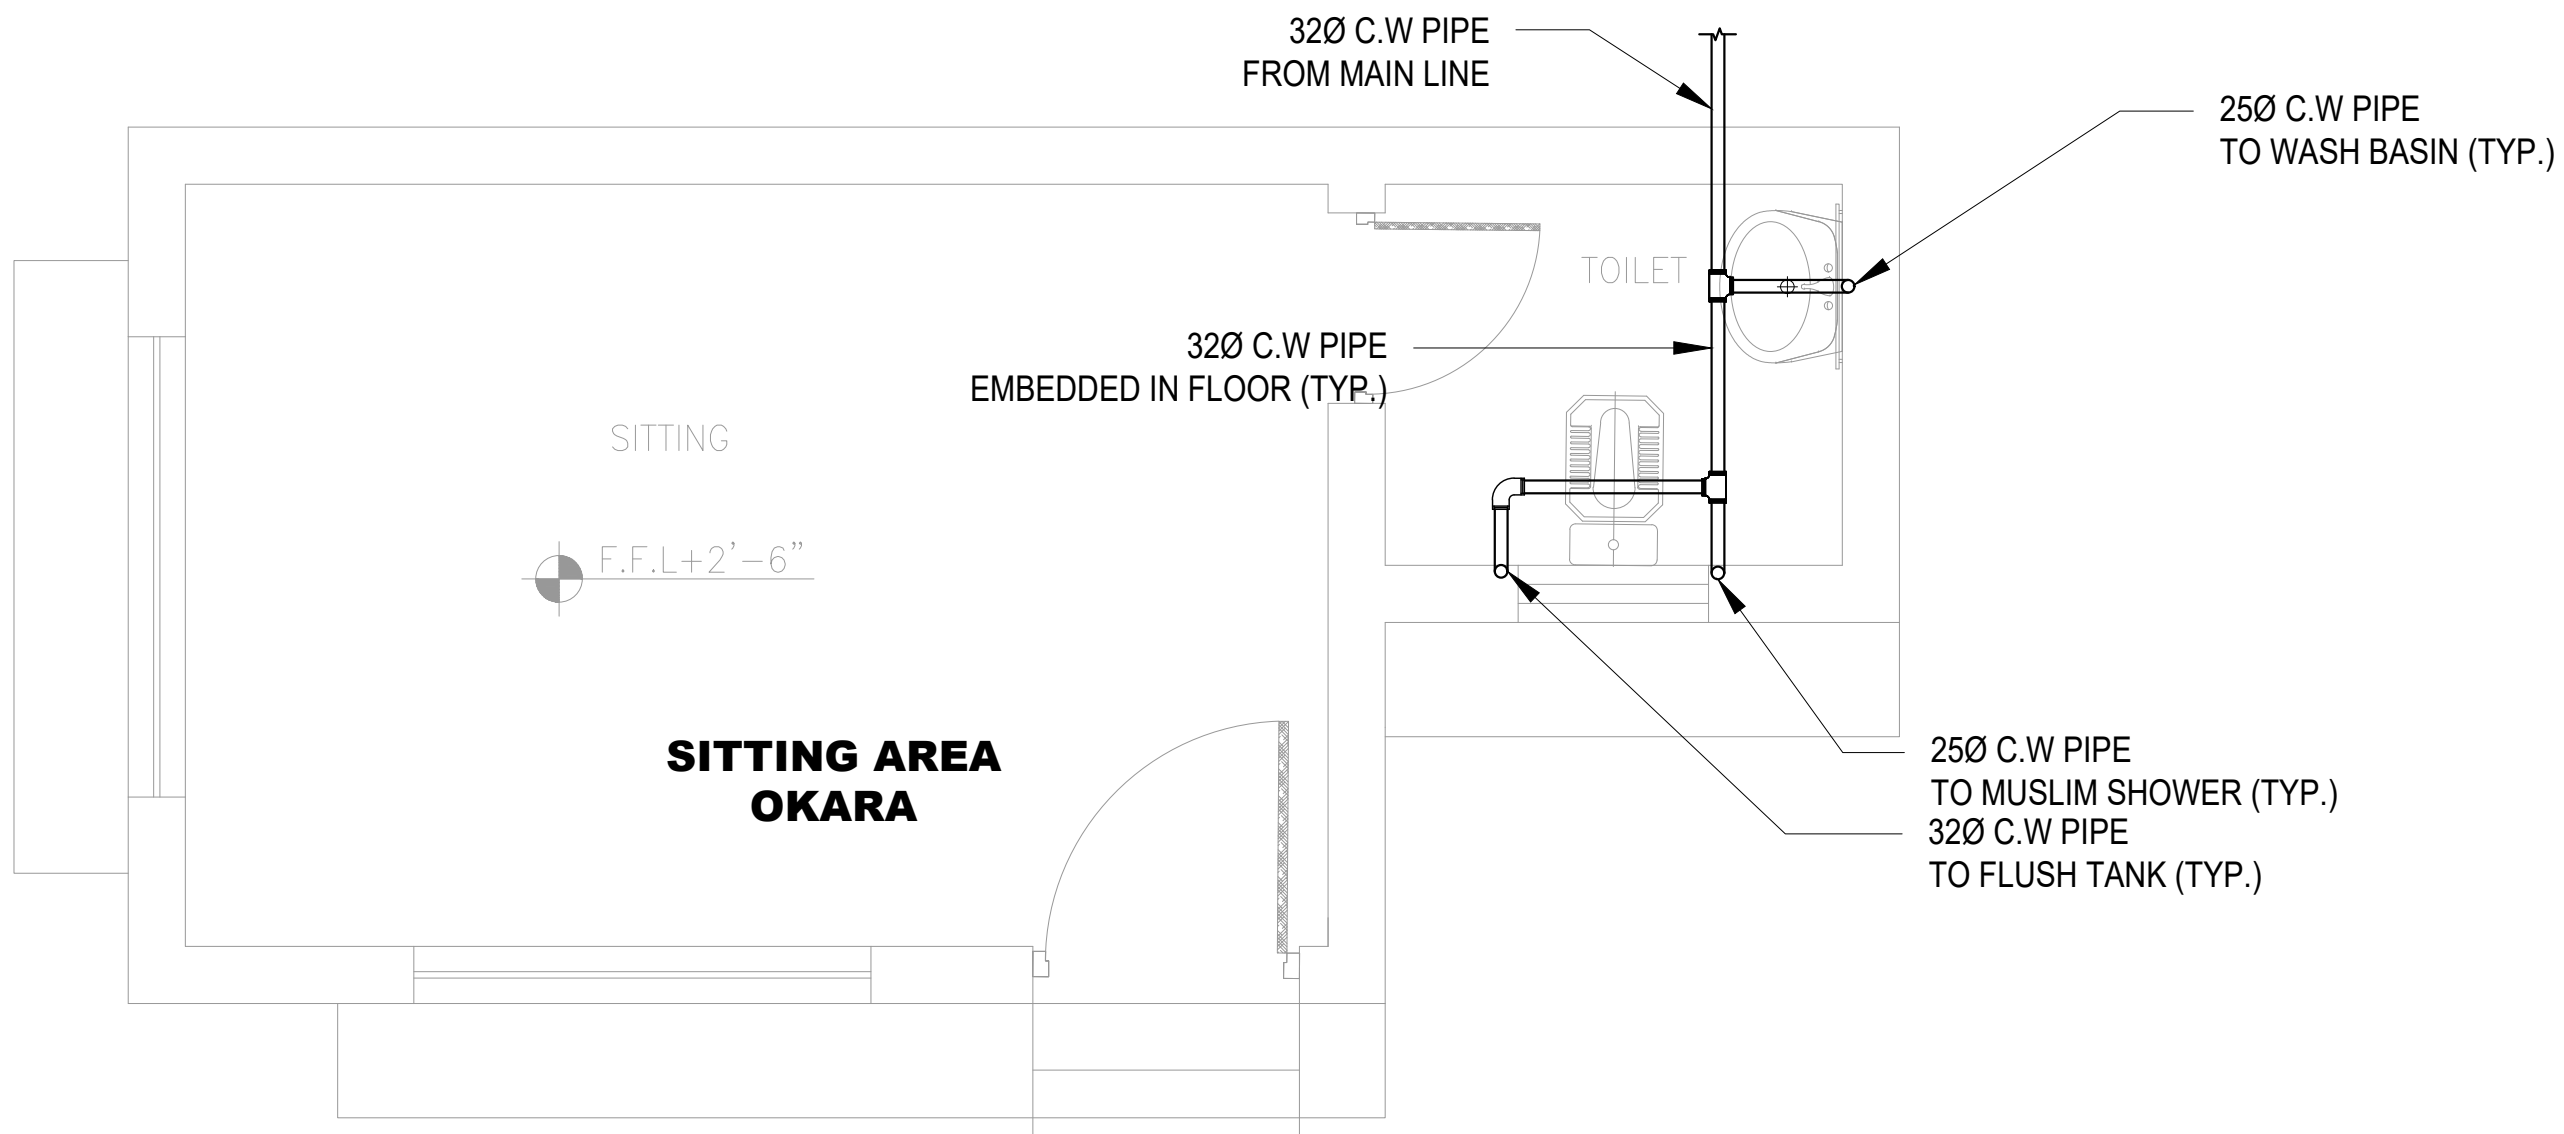 32Ø C.W PIPE
FROM MAIN LINE
25Ø C.W PIPE
TO WASH BASIN (TYP.)
TOILET
32Ø C.W PIPE
EMBEDDED IN FLOOR (TYP.)
SITTING
F.F.L+2'-6"
SITTING AREA
OKARA
25Ø C.W PIPE
TO MUSLIM SHOWER (TYP.)
32Ø C.W PIPE
TO FLUSH TANK (TYP.)